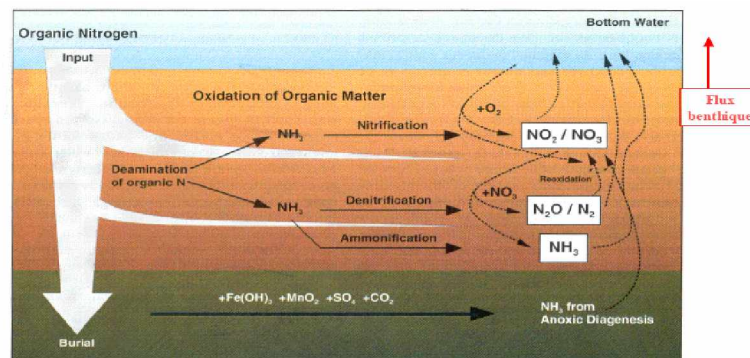 Bottom Water
Organic Nitrogen
Input
Flux
benthique
Oxidation of Organic Matter
+O₂
NH₃
Nitrification
NO₂ / NO₃
Deamination
of organic N
Reoxidation
Denitrification
+NO₃
NH₃
N₂O / N₂
Ammonification
NH₃
+Fe(OH)₃ +MnO₂ +SO₄ +CO₂
NH₃ from
Anoxic Diagenesis
Burial